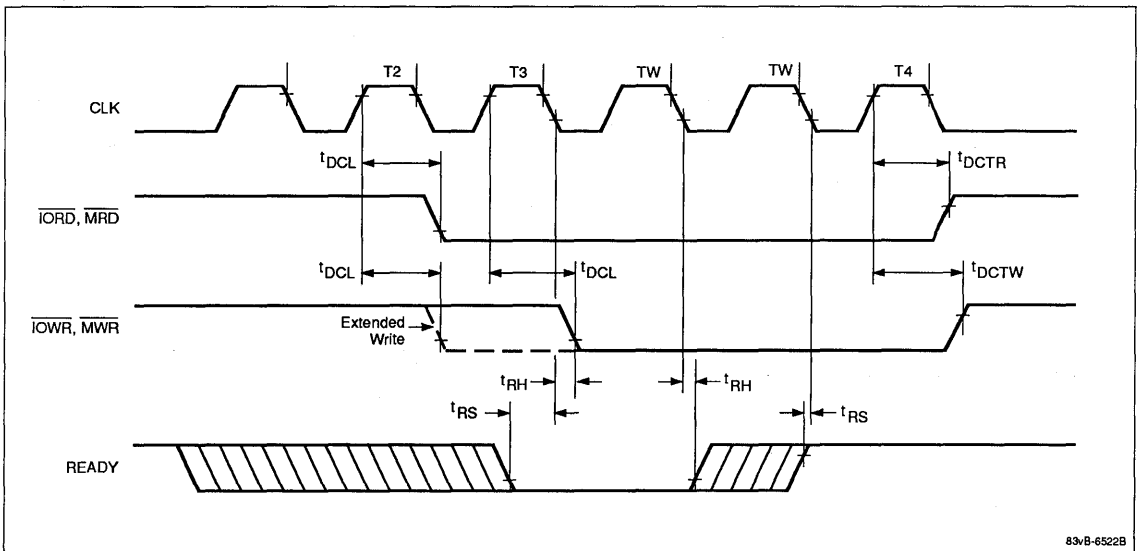 T2 T3 TW TW T4
CLK
tDCL tDCTR
IORD, MRD
tDCL tDCL tDCTW
IOWR, MWR
Extended
Write
tRH tRH
tRS tRS
READY
83vB-6522B